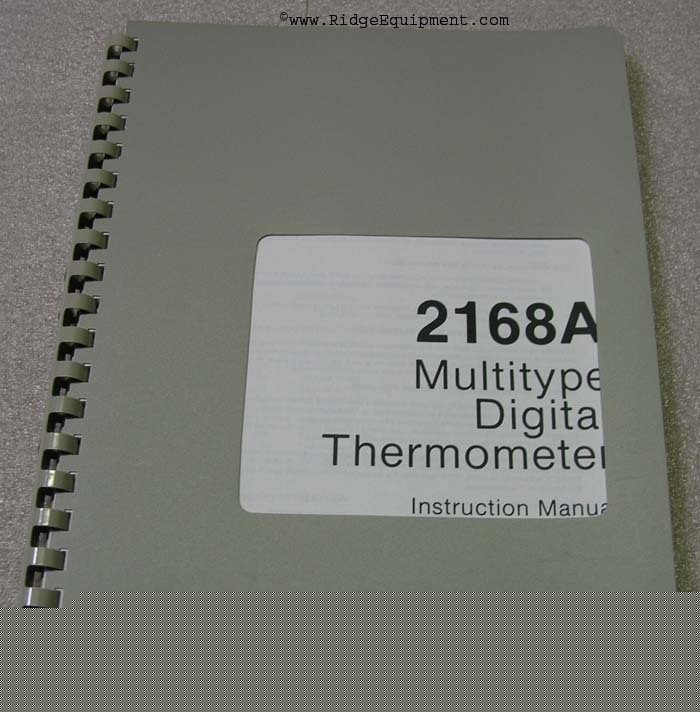 ©www.RidgeEquipment.com
2168A
Multitype
Digita
Thermometer
Instruction Manua